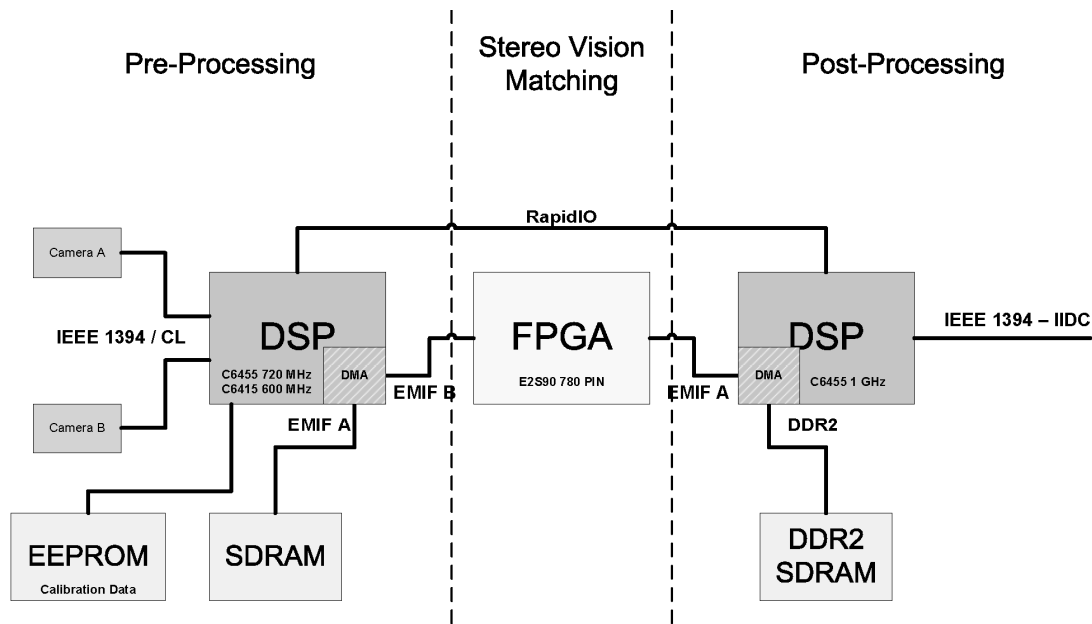 Pre-Processing
Stereo Vision
Matching
Post-Processing
RapidIO
Camera A
IEEE 1394 / CL
Camera B
DSP
C6455 720 MHz
C6415 600 MHz
DMA
EMIF B
EMIF A
FPGA
E2S90 780 PIN
EMIF A
DSP
DMA
C6455 1 GHz
DDR2
IEEE 1394 – IIDC
EEPROM
Calibration Data
SDRAM
DDR2
SDRAM